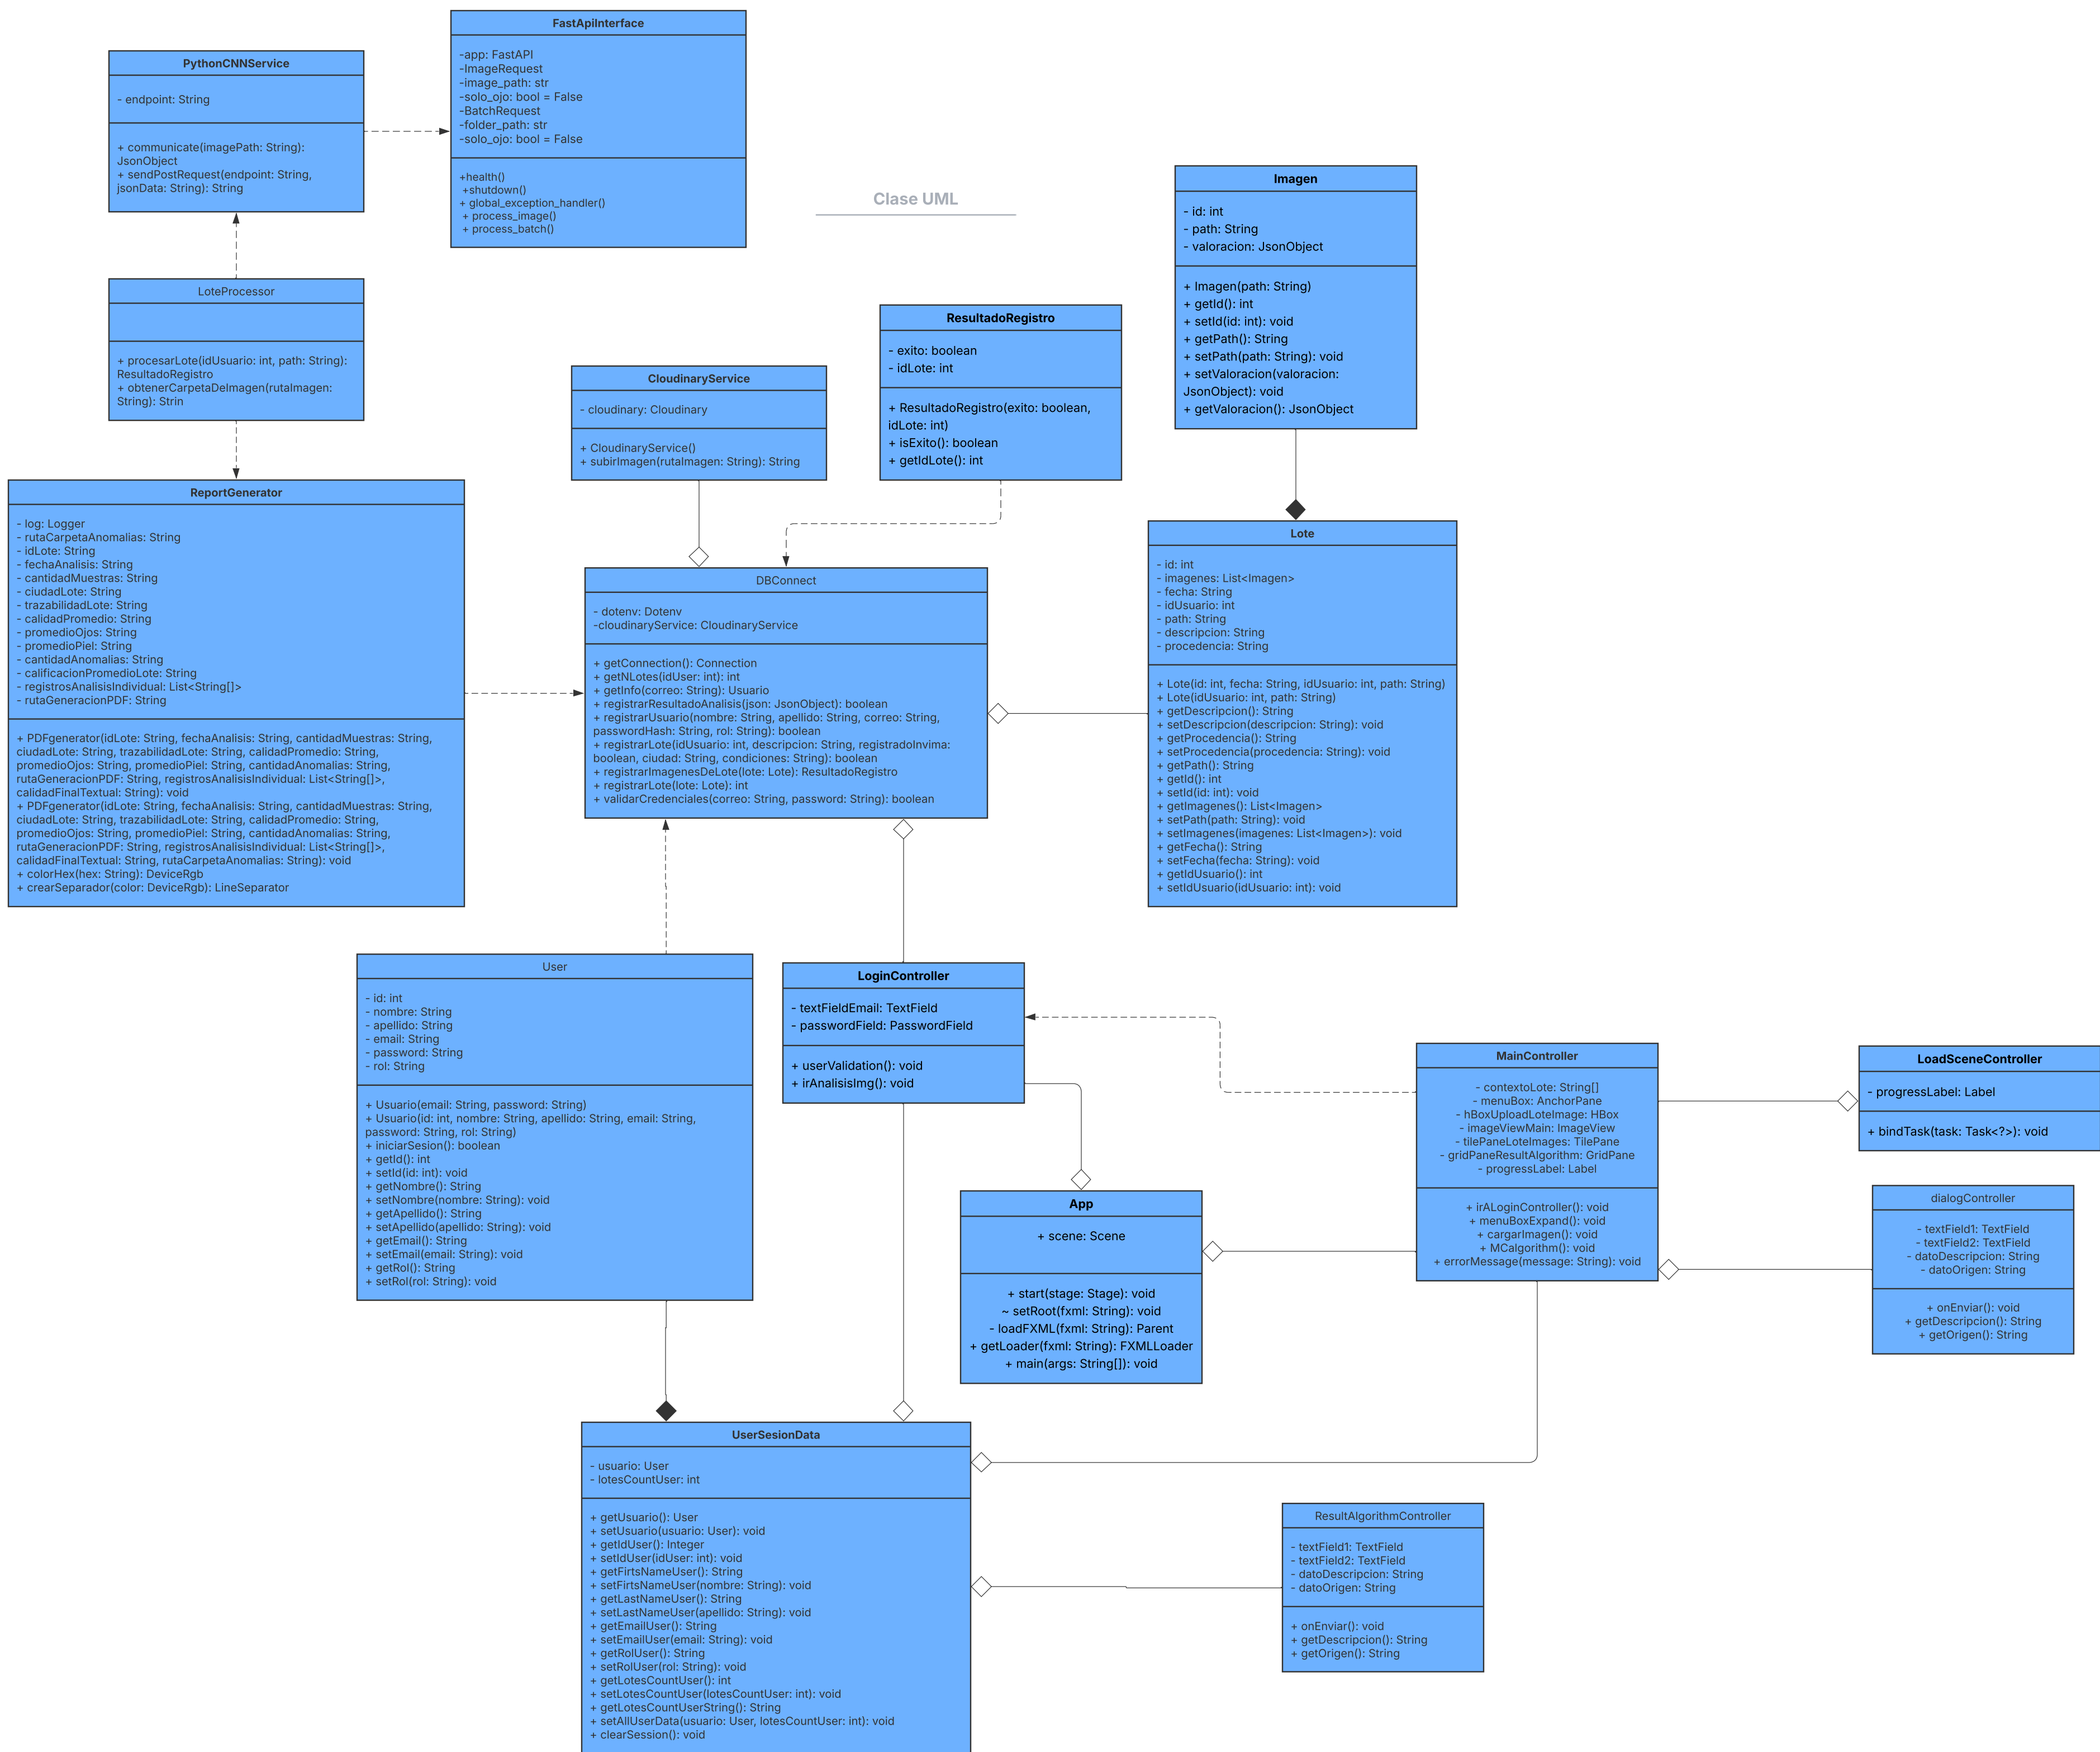 FastApiInterface
-app: FastAPI
-ImageRequest
-image_path: str
-solo_ojo: bool = False
-BatchRequest
-folder_path: str
-solo_ojo: bool = False
+health()
+shutdown()
+ global_exception_handler()
+ process_image()
+ process_batch()
PythonCNNService
- endpoint: String
+ communicate(imagePath: String):
JsonObject
+ sendPostRequest(endpoint: String,
jsonData: String): String
Clase UML
Imagen
- id: int
- path: String
- valoracion: JsonObject
+ Imagen(path: String)
+ getId(): int
+ setId(id: int): void
+ getPath(): String
+ setPath(path: String): void
+ setValoracion(valoracion:
JsonObject): void
+ getValoracion(): JsonObject
LoteProcessor
+ procesarLote(idUsuario: int, path: String):
ResultadoRegistro
+ obtenerCarpetaDeImagen(rutaImagen:
String): Strin
ResultadoRegistro
- exito: boolean
- idLote: int
+ ResultadoRegistro(exito: boolean,
idLote: int)
+ isExito(): boolean
+ getIdLote(): int
CloudinaryService
- cloudinary: Cloudinary
+ CloudinaryService()
+ subirImagen(rutaImagen: String): String
ReportGenerator
- log: Logger
- rutaCarpetaAnomalias: String
- idLote: String
- fechaAnalisis: String
- cantidadMuestras: String
- ciudadLote: String
- trazabilidadLote: String
- calidadPromedio: String
- promedioOjos: String
- promedioPiel: String
- cantidadAnomalias: String
- calificacionPromedioLote: String
- registrosAnalisisIndividual: List<String[]>
- rutaGeneracionPDF: String
+ PDFgenerator(idLote: String, fechaAnalisis: String, cantidadMuestras: String,
ciudadLote: String, trazabilidadLote: String, calidadPromedio: String,
promedioOjos: String, promedioPiel: String, cantidadAnomalias: String,
rutaGeneracionPDF: String, registrosAnalisisIndividual: List<String[]>,
calidadFinalTextual: String): void
+ PDFgenerator(idLote: String, fechaAnalisis: String, cantidadMuestras: String,
ciudadLote: String, trazabilidadLote: String, calidadPromedio: String,
promedioOjos: String, promedioPiel: String, cantidadAnomalias: String,
rutaGeneracionPDF: String, registrosAnalisisIndividual: List<String[]>,
calidadFinalTextual: String, rutaCarpetaAnomalias: String): void
+ colorHex(hex: String): DeviceRgb
+ crearSeparador(color: DeviceRgb): LineSeparator
DBConnect
- dotenv: Dotenv
-cloudinaryService: CloudinaryService
+ getConnection(): Connection
+ getNLotes(idUser: int): int
+ getInfo(correo: String): Usuario
+ registrarResultadoAnalisis(json: JsonObject): boolean
+ registrarUsuario(nombre: String, apellido: String, correo: String,
passwordHash: String, rol: String): boolean
+ registrarLote(idUsuario: int, descripcion: String, registradoInvima:
boolean, ciudad: String, condiciones: String): boolean
+ registrarImagenesDeLote(lote: Lote): ResultadoRegistro
+ registrarLote(lote: Lote): int
+ validarCredenciales(correo: String, password: String): boolean
Lote
- id: int
- imagenes: List<Imagen>
- fecha: String
- idUsuario: int
- path: String
- descripcion: String
- procedencia: String
+ Lote(id: int, fecha: String, idUsuario: int, path: String)
+ Lote(idUsuario: int, path: String)
+ getDescripcion(): String
+ setDescripcion(descripcion: String): void
+ getProcedencia(): String
+ setProcedencia(procedencia: String): void
+ getPath(): String
+ getId(): int
+ setId(id: int): void
+ getImagenes(): List<Imagen>
+ setPath(path: String): void
+ setImagenes(imagenes: List<Imagen>): void
+ getFecha(): String
+ setFecha(fecha: String): void
+ getIdUsuario(): int
+ setIdUsuario(idUsuario: int): void
User
- id: int
- nombre: String
- apellido: String
- email: String
- password: String
- rol: String
+ Usuario(email: String, password: String)
+ Usuario(id: int, nombre: String, apellido: String, email: String,
password: String, rol: String)
+ iniciarSesion(): boolean
+ getId(): int
+ setId(id: int): void
+ getNombre(): String
+ setNombre(nombre: String): void
+ getApellido(): String
+ setApellido(apellido: String): void
+ getEmail(): String
+ setEmail(email: String): void
+ getRol(): String
+ setRol(rol: String): void
LoginController
- textFieldEmail: TextField
- passwordField: PasswordField
+ userValidation(): void
+ irAnalisisImg(): void
MainController
- contextoLote: String[]
- menuBox: AnchorPane
- hBoxUploadLoteImage: HBox
- imageViewMain: ImageView
- tilePaneLoteImages: TilePane
- gridPaneResultAlgorithm: GridPane
- progressLabel: Label
+ irALoginController(): void
+ menuBoxExpand(): void
+ cargarImagen(): void
+ MCalgorithm(): void
+ errorMessage(message: String): void
LoadSceneController
- progressLabel: Label
+ bindTask(task: Task<?>): void
dialogController
- textField1: TextField
- textField2: TextField
- datoDescripcion: String
- datoOrigen: String
+ onEnviar(): void
+ getDescripcion(): String
+ getOrigen(): String
App
+ scene: Scene
+ start(stage: Stage): void
~ setRoot(fxml: String): void
- loadFXML(fxml: String): Parent
+ getLoader(fxml: String): FXMLLoader
+ main(args: String[]): void
UserSesionData
- usuario: User
- lotesCountUser: int
+ getUsuario(): User
+ setUsuario(usuario: User): void
+ getIdUser(): Integer
+ setIdUser(idUser: int): void
+ getFirtsNameUser(): String
+ setFirtsNameUser(nombre: String): void
+ getLastNameUser(): String
+ setLastNameUser(apellido: String): void
+ getEmailUser(): String
+ setEmailUser(email: String): void
+ getRolUser(): String
+ setRolUser(rol: String): void
+ getLotesCountUser(): int
+ setLotesCountUser(lotesCountUser: int): void
+ getLotesCountUserString(): String
+ setAllUserData(usuario: User, lotesCountUser: int): void
+ clearSession(): void
ResultAlgorithmController
- textField1: TextField
- textField2: TextField
- datoDescripcion: String
- datoOrigen: String
+ onEnviar(): void
+ getDescripcion(): String
+ getOrigen(): String